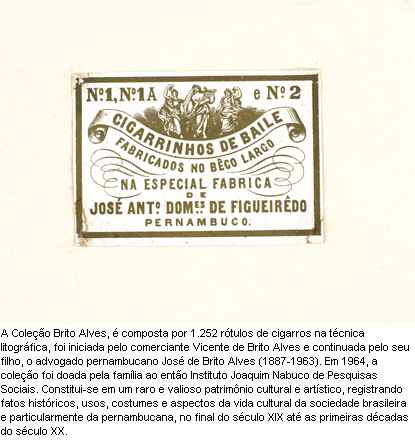 Nº1, Nº1A e Nº 2
CIGARRINHOS DE BAILE
FABRICADOS NO BÊCO LARGO
NA ESPECIAL FABRICA
DE
JOSÉ ANTº DOMES. DE FIGUEIRÊDO
PERNAMBUCO.
A Coleção Brito Alves, é composta por 1.252 rótulos de cigarros na técnica
litográfica, foi iniciada pelo comerciante Vicente de Brito Alves e continuada pelo seu
filho, o advogado pernambucano José de Brito Alves (1887-1963). Em 1964, a
coleção foi doada pela família ao então Instituto Joaquim Nabuco de Pesquisas
Sociais. Constitui-se em um raro e valioso patrimônio cultural e artístico, registrando
fatos históricos, usos, costumes e aspectos da vida cultural da sociedade brasileira
e particularmente da pernambucana, no final do século XIX até as primeiras décadas
do século XX.